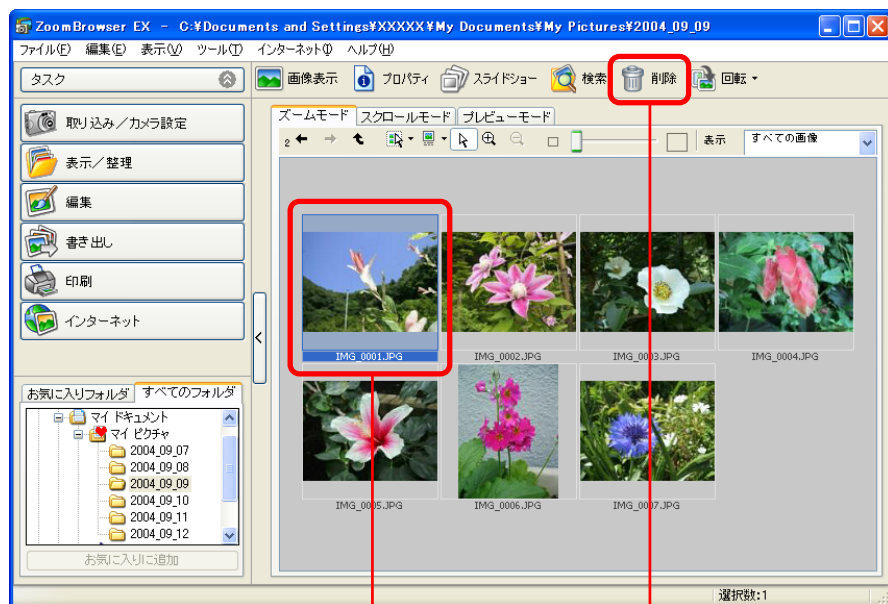 ZoomBrowser EX - C:¥Documents and Settings¥XXXXX¥My Documents¥My Pictures¥2004_09_09
ファイル(F) 編集(E) 表示(V) ツール(T) インターネット(I) ヘルプ(H)
タスク
画像表示 プロパティ スライドショー 検索 削除 回転
取り込み／カメラ設定
表示／整理
編集
書き出し
印刷
インターネット
ズームモード スクロールモード プレビューモード
2 表示 すべての画像
IMG_0001.JPG IMG_0002.JPG IMG_0003.JPG IMG_0004.JPG
IMG_0005.JPG IMG_0006.JPG IMG_0007.JPG
お気に入りフォルダ すべてのフォルダ
マイ ドキュメント
マイ ピクチャ
2004_09_07
2004_09_08
2004_09_09
2004_09_10
2004_09_11
2004_09_12
お気に入りに追加
選択数:1